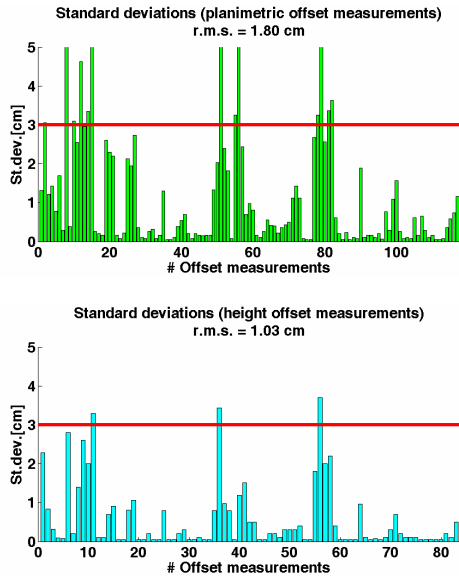 Standard deviations (planimetric offset measurements)
r.m.s. = 1.80 cm
5
4
3
2
1
0
St.dev.[cm]
0 20 40 60 80 100
# Offset measurements
Standard deviations (height offset measurements)
r.m.s. = 1.03 cm
5
4
3
2
1
0
St.dev.[cm]
0 10 20 30 40 50 60 70 80
# Offset measurements